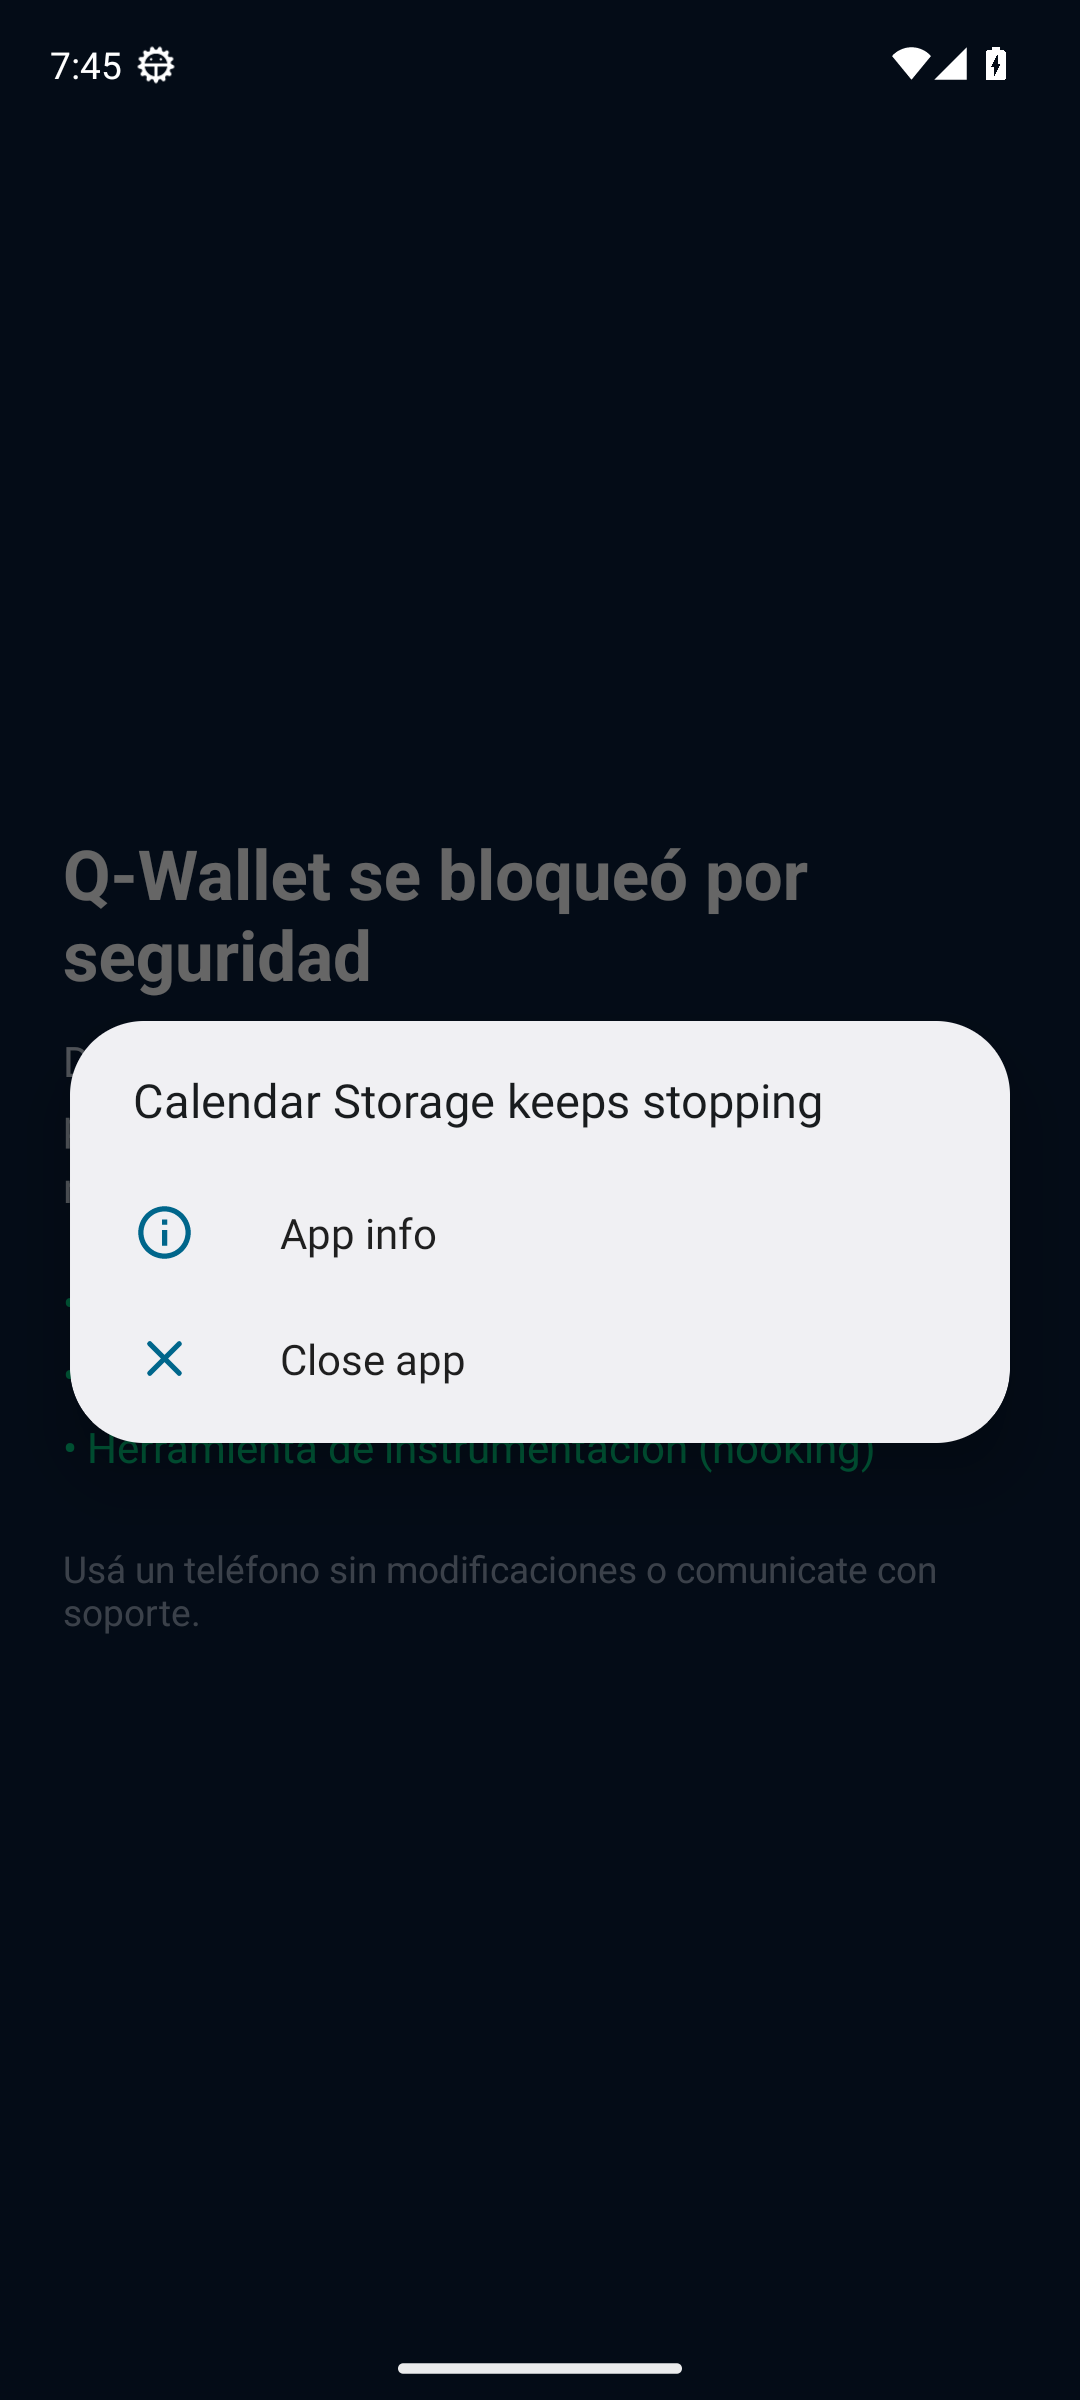 7:45
Q-Wallet se bloqueó por
seguridad
Calendar Storage keeps stopping
App info
Close app
• Herramienta de instrumentación (hooking)
Usá un teléfono sin modificaciones o comunicate con
soporte.